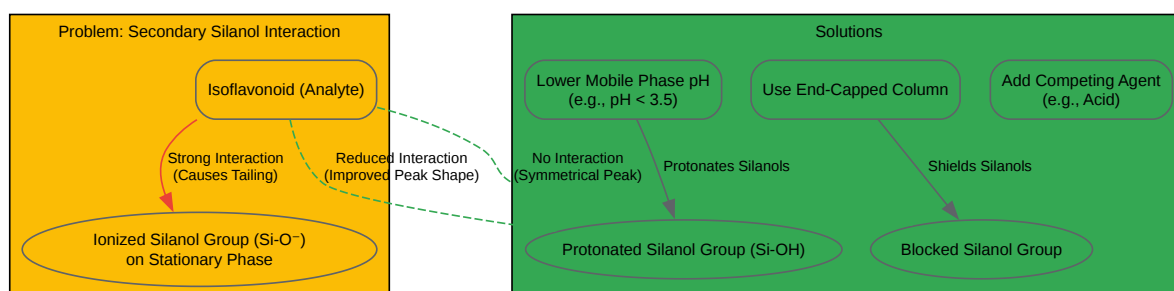 Problem: Secondary Silanol Interaction
Isoflavonoid (Analyte)
Strong Interaction
(Causes Tailing)
Reduced Interaction
(Improved Peak Shape)
Ionized Silanol Group (Si-O⁻)
on Stationary Phase
No Interaction
(Symmetrical Peak)
Solutions
Lower Mobile Phase pH
(e.g., pH < 3.5)
Use End-Capped Column
Add Competing Agent
(e.g., Acid)
Protonates Silanols
Shields Silanols
Protonated Silanol Group (Si-OH)
Blocked Silanol Group